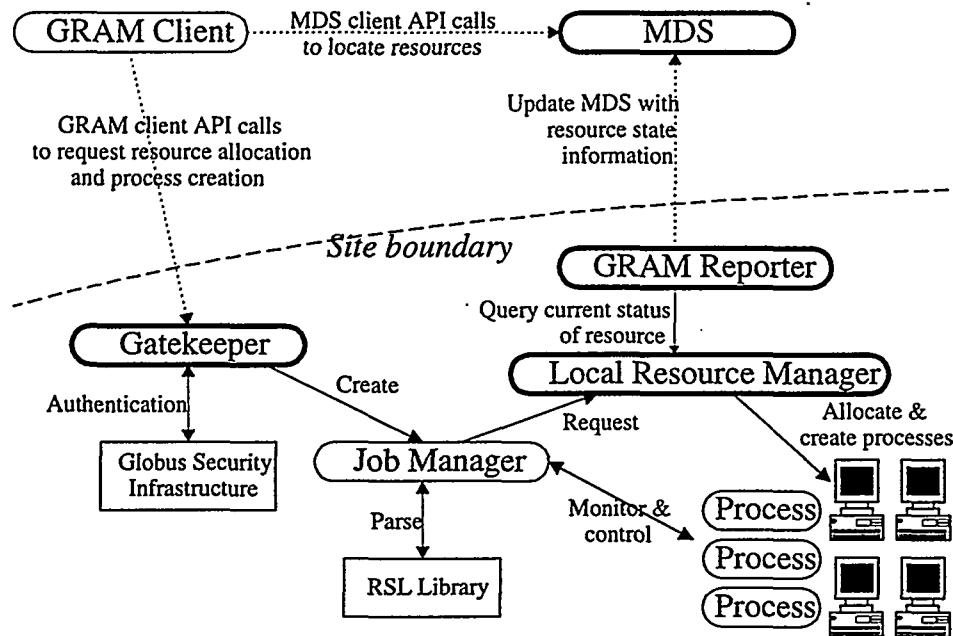 GRAM Client
MDS client API calls
to locate resources
MDS
Update MDS with
resource state
information
GRAM client API calls
to request resource allocation
and process creation
Site boundary
GRAM Reporter
Query current status
of resource
Gatekeeper
Local Resource Manager
Create
Authentication
Request
Allocate &
create processes
Globus Security
Infrastructure
Job Manager
Monitor &
control
Process
Process
Process
Parse
RSL Library